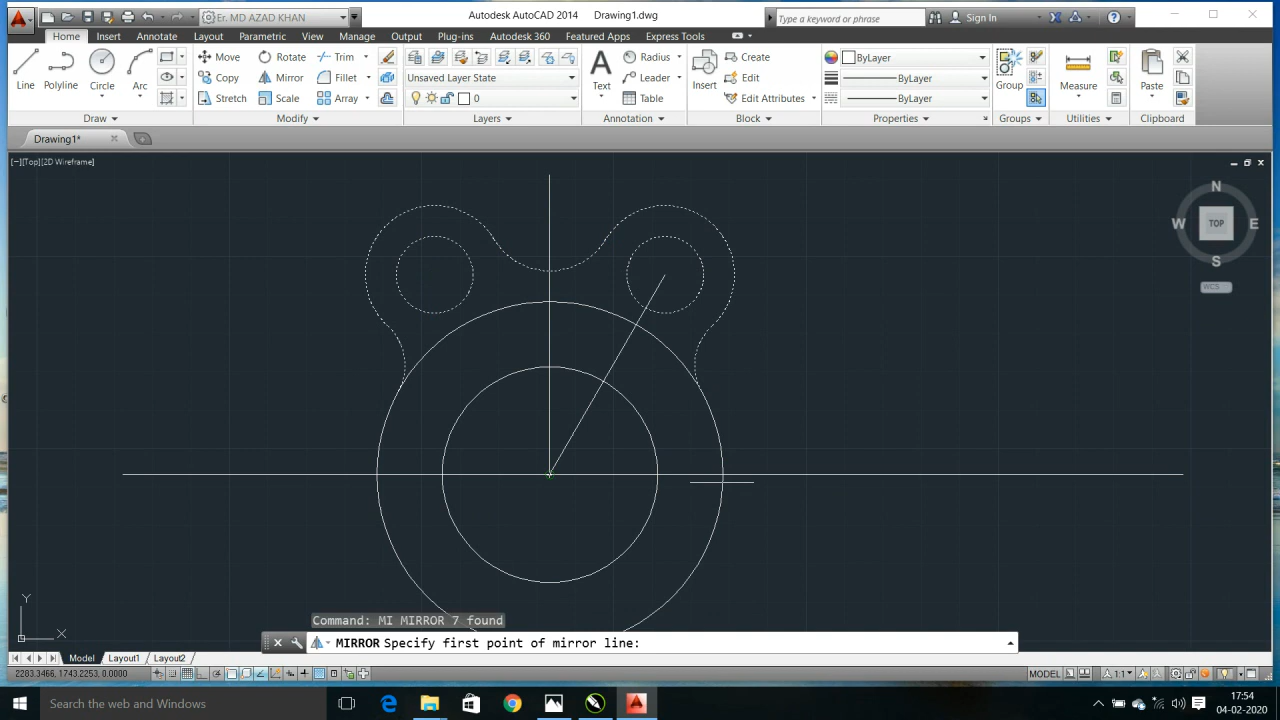 Er. MD AZAD KHAN
Autodesk AutoCAD 2014 Drawing1.dwg
Type a keyword or phrase
Sign In
Home Insert Annotate Layout Parametric View Manage Output Plug-ins Autodesk 360 Featured Apps Express Tools
Line Polyline Circle Arc
Move Rotate Trim
Copy Mirror Fillet
Stretch Scale Array
Unsaved Layer State
0
Text
Radius
Leader
Table
Insert
Create
Edit
Edit Attributes
ByLayer
ByLayer
ByLayer
Group
Measure
Paste
Draw Modify Layers Annotation Block Properties Groups Utilities Clipboard
Drawing1*
[−][Top][2D Wireframe]
N
W TOP E
S
WCS
Y
X
Command: MI MIRROR 7 found
MIRROR Specify first point of mirror line:
Model Layout1 Layout2
2283.3466, 1743.2253, 0.0000
MODEL
1:1
Search the web and Windows
17:54
04-02-2020